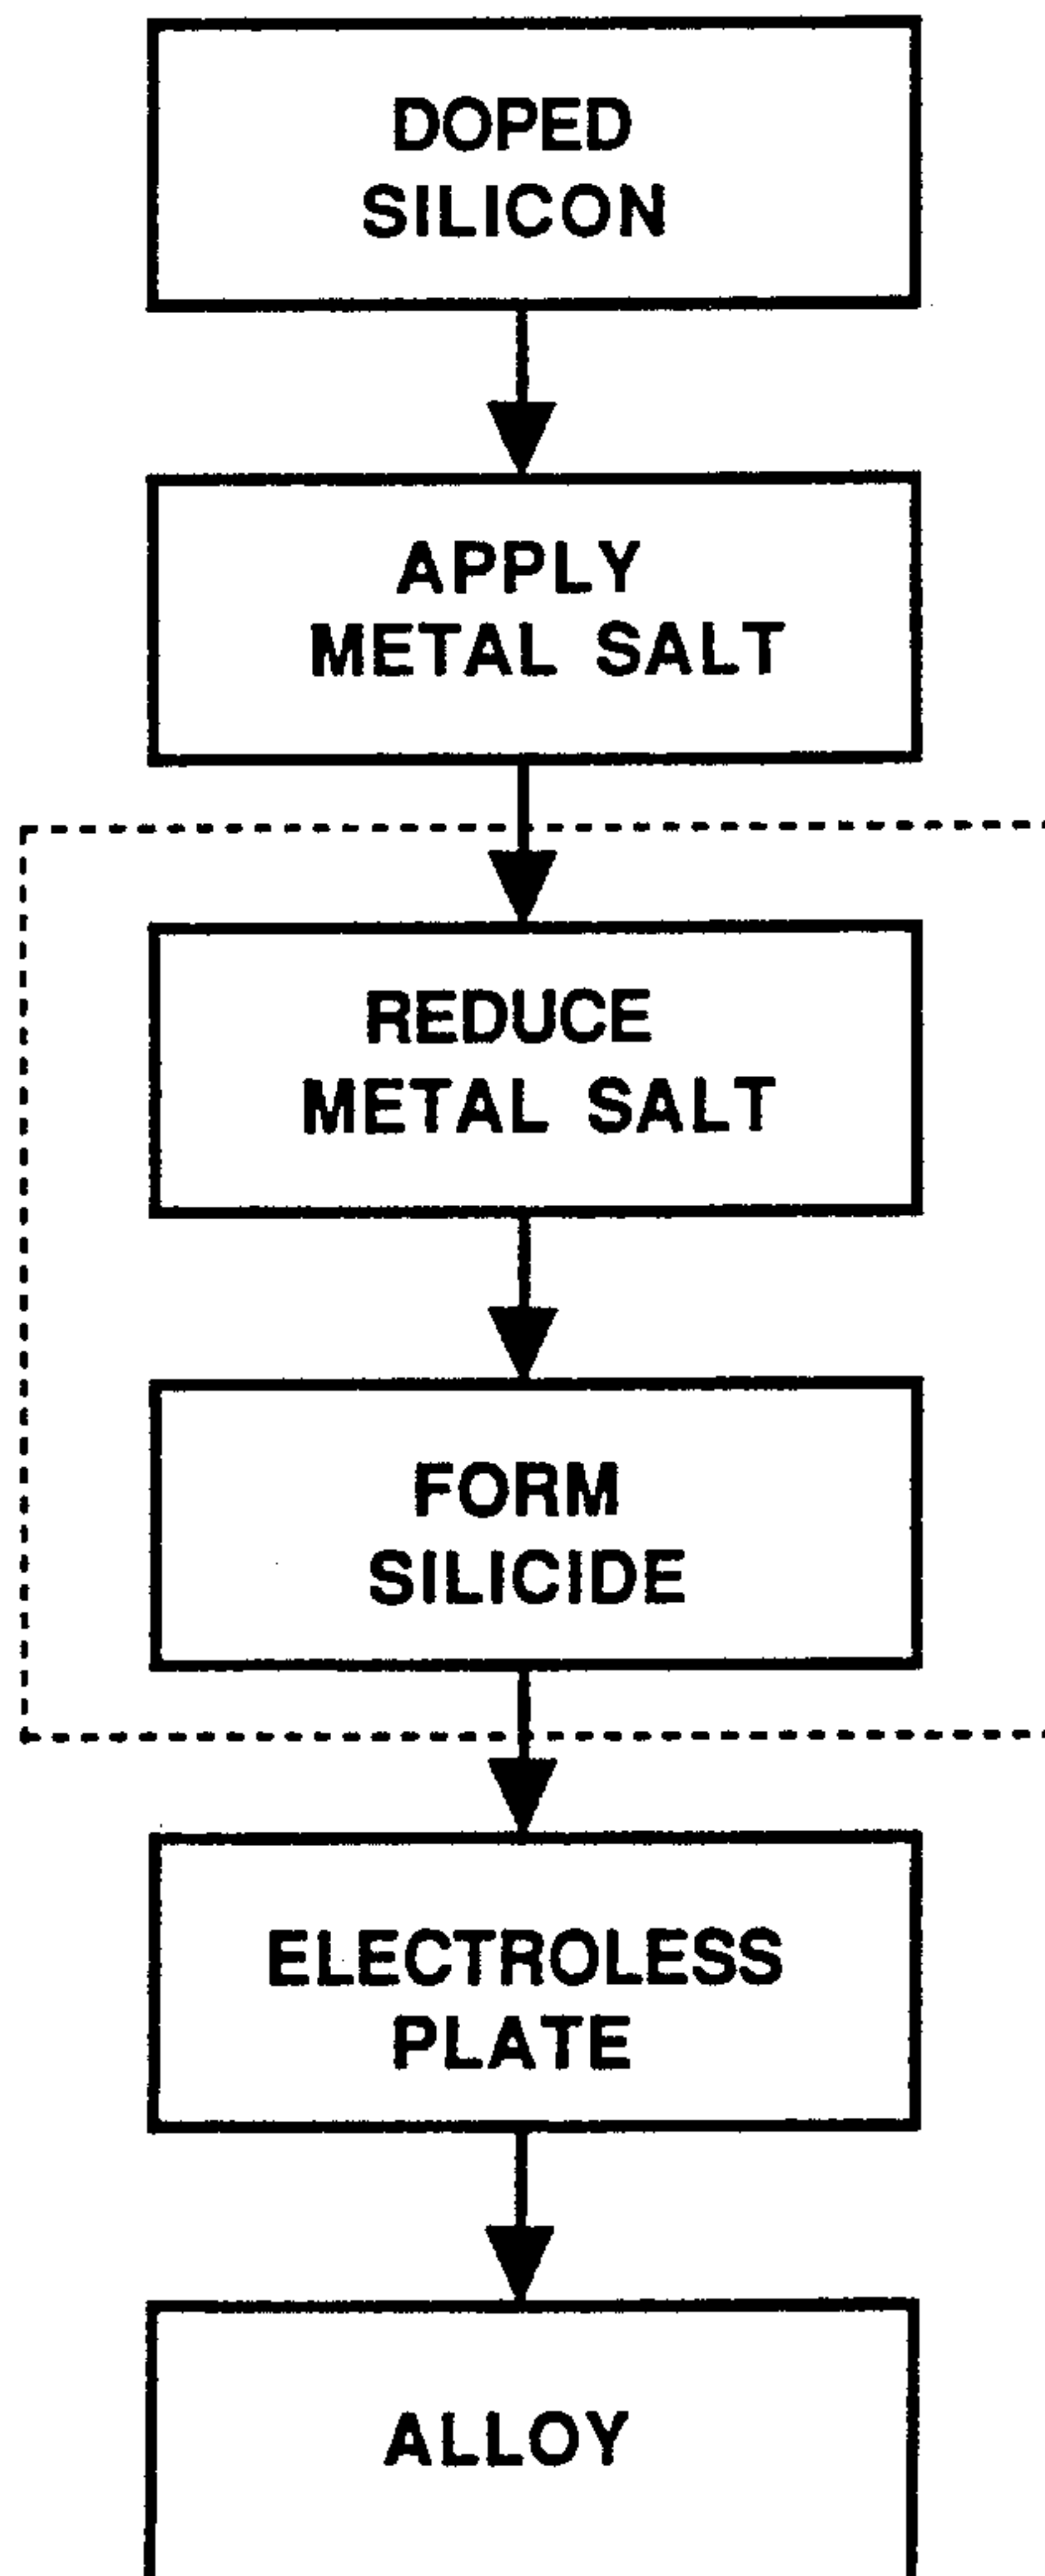 DOPED
SILICON
APPLY
METAL SALT
REDUCE
METAL SALT
FORM
SILICIDE
ELECTROLESS
PLATE
ALLOY